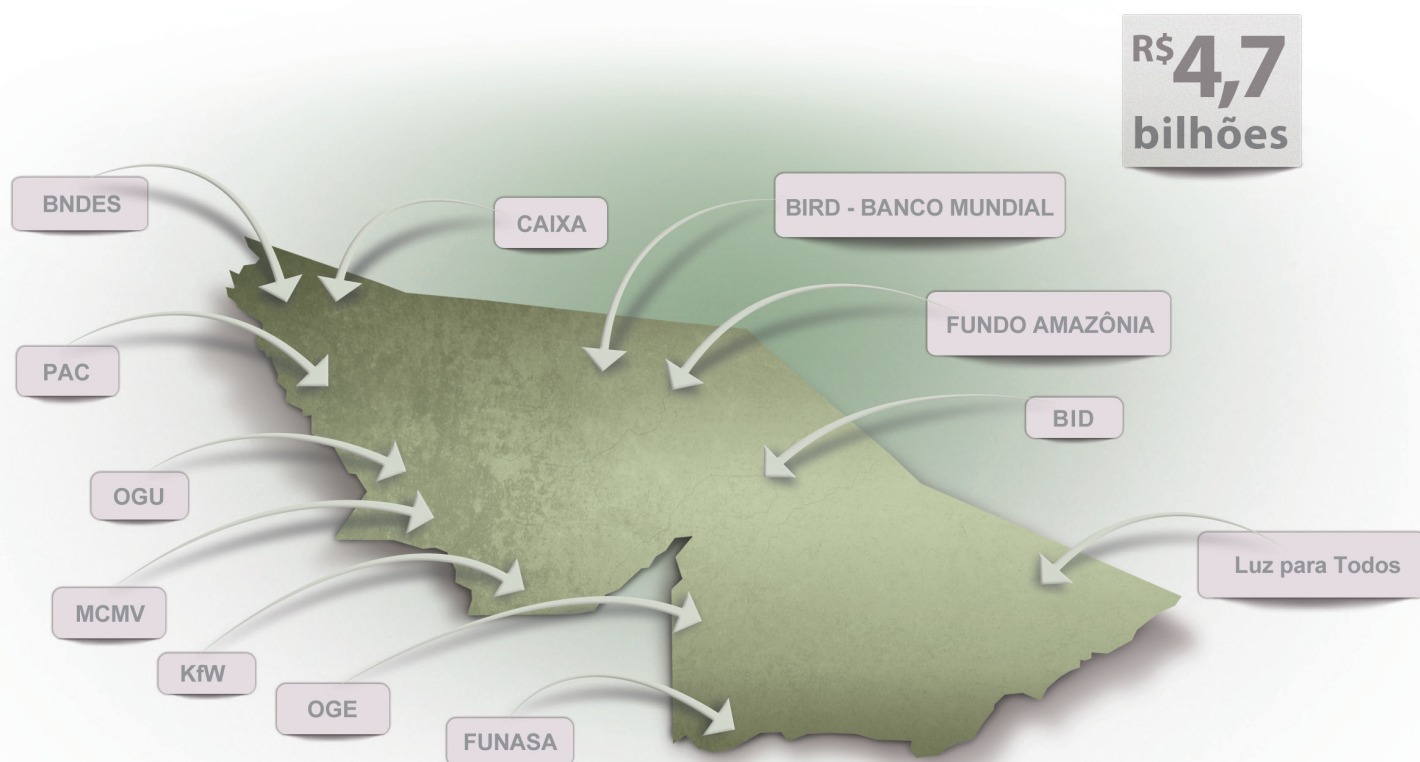 R$4,7
bilhões
BNDES
CAIXA
BIRD - BANCO MUNDIAL
FUNDO AMAZÔNIA
PAC
BID
OGU
Luz para Todos
MCMV
KfW
OGE
FUNASA